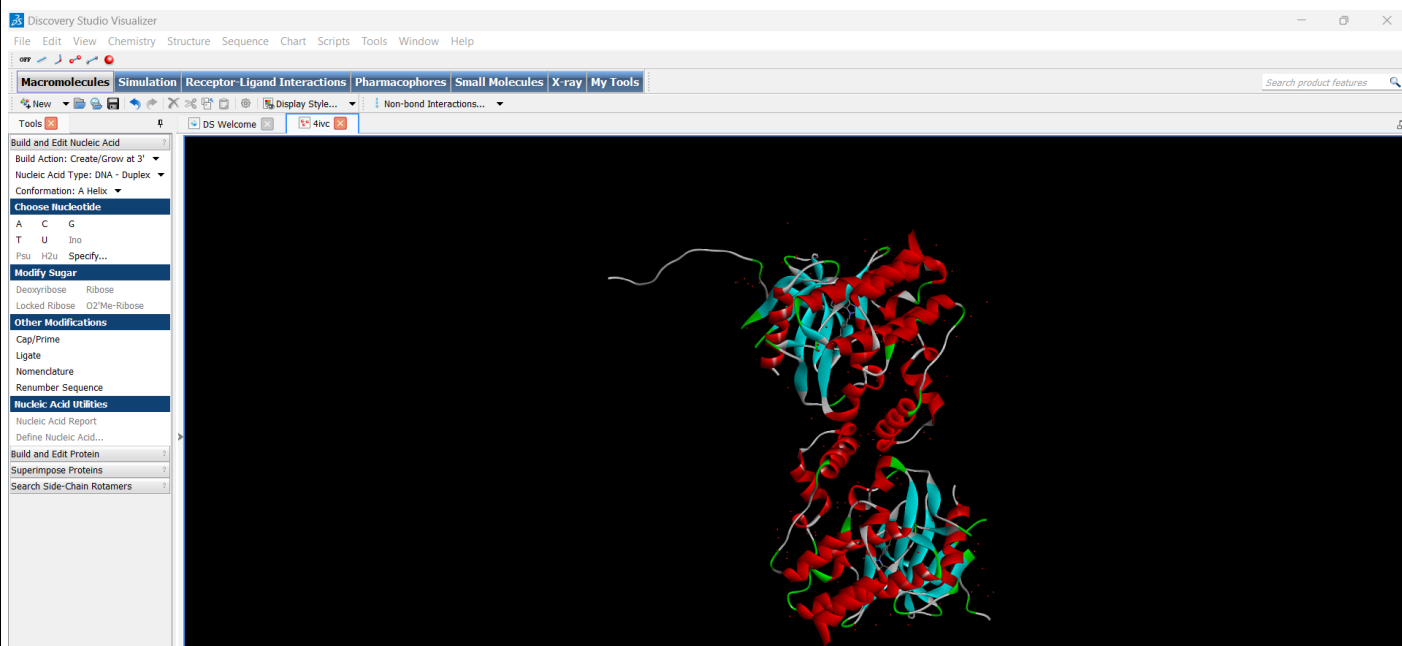 Discovery Studio Visualizer
File Edit View Chemistry Structure Sequence Chart Scripts Tools Window Help
OFF
Macromolecules Simulation Receptor-Ligand Interactions Pharmacophores Small Molecules X-ray My Tools Search product features
New Display Style... Non-bond Interactions...
Tools DS Welcome 4ivc
Build and Edit Nucleic Acid ?
Build Action: Create/Grow at 3'
Nucleic Acid Type: DNA - Duplex
Conformation: A Helix
Choose Nucleotide
A C G
T U Ino
Psu H2u Specify...
Modify Sugar
Deoxyribose Ribose
Locked Ribose O2'Me-Ribose
Other Modifications
Cap/Prime
Ligate
Nomenclature
Renumber Sequence
Nucleic Acid Utilities
Nucleic Acid Report
Define Nucleic Acid...
Build and Edit Protein ?
Superimpose Proteins ?
Search Side-Chain Rotamers ?